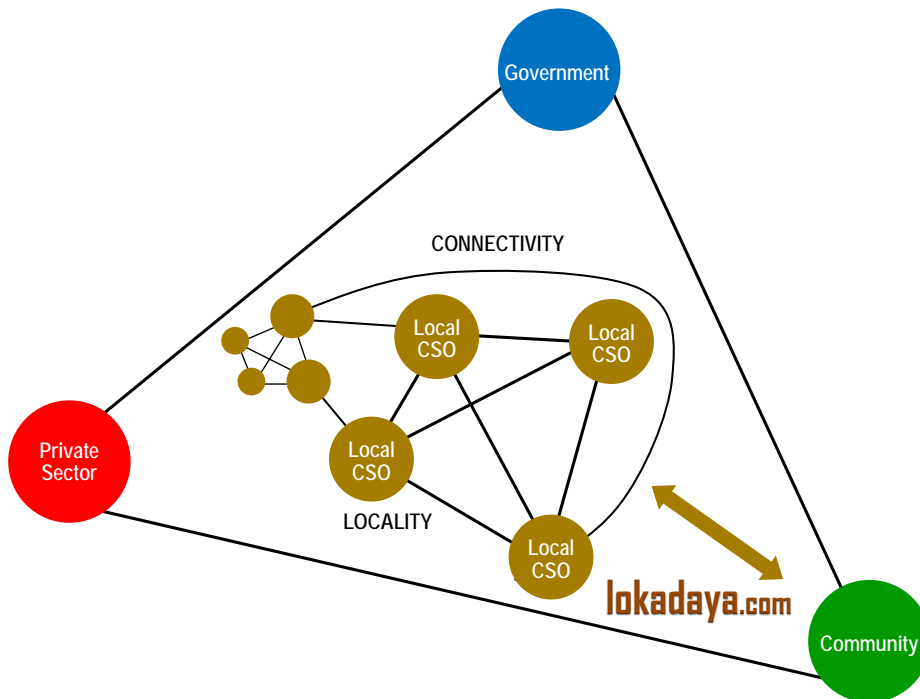 Government
CONNECTIVITY
Local
CSO
Local
CSO
Private
Sector
Local
CSO
LOCALITY
Local
CSO
lokadaya.com
Community